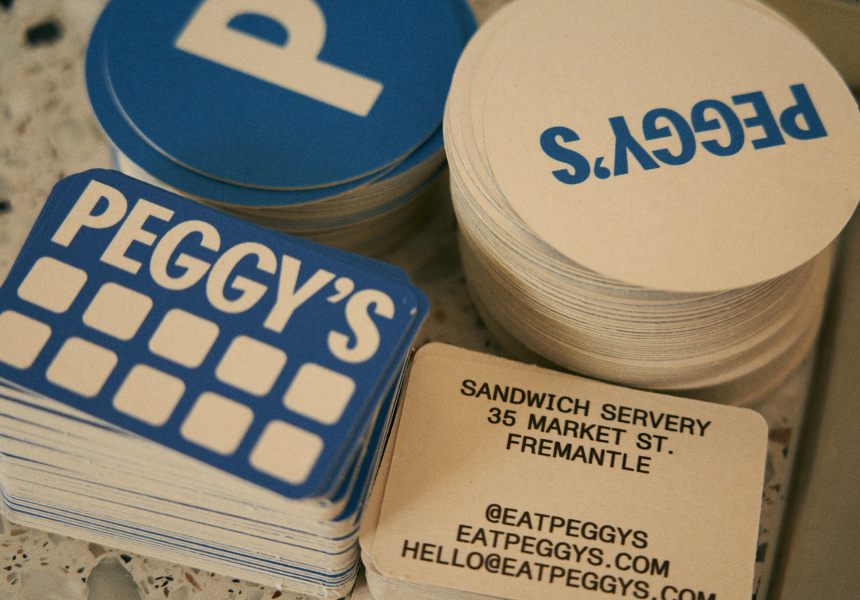 P
PEGGY'S
PEGGY'S
SANDWICH SERVERY
35 MARKET ST.
FREMANTLE
@EATPEGGYS
EATPEGGYS.COM
HELLO@EATPEGGYS.COM